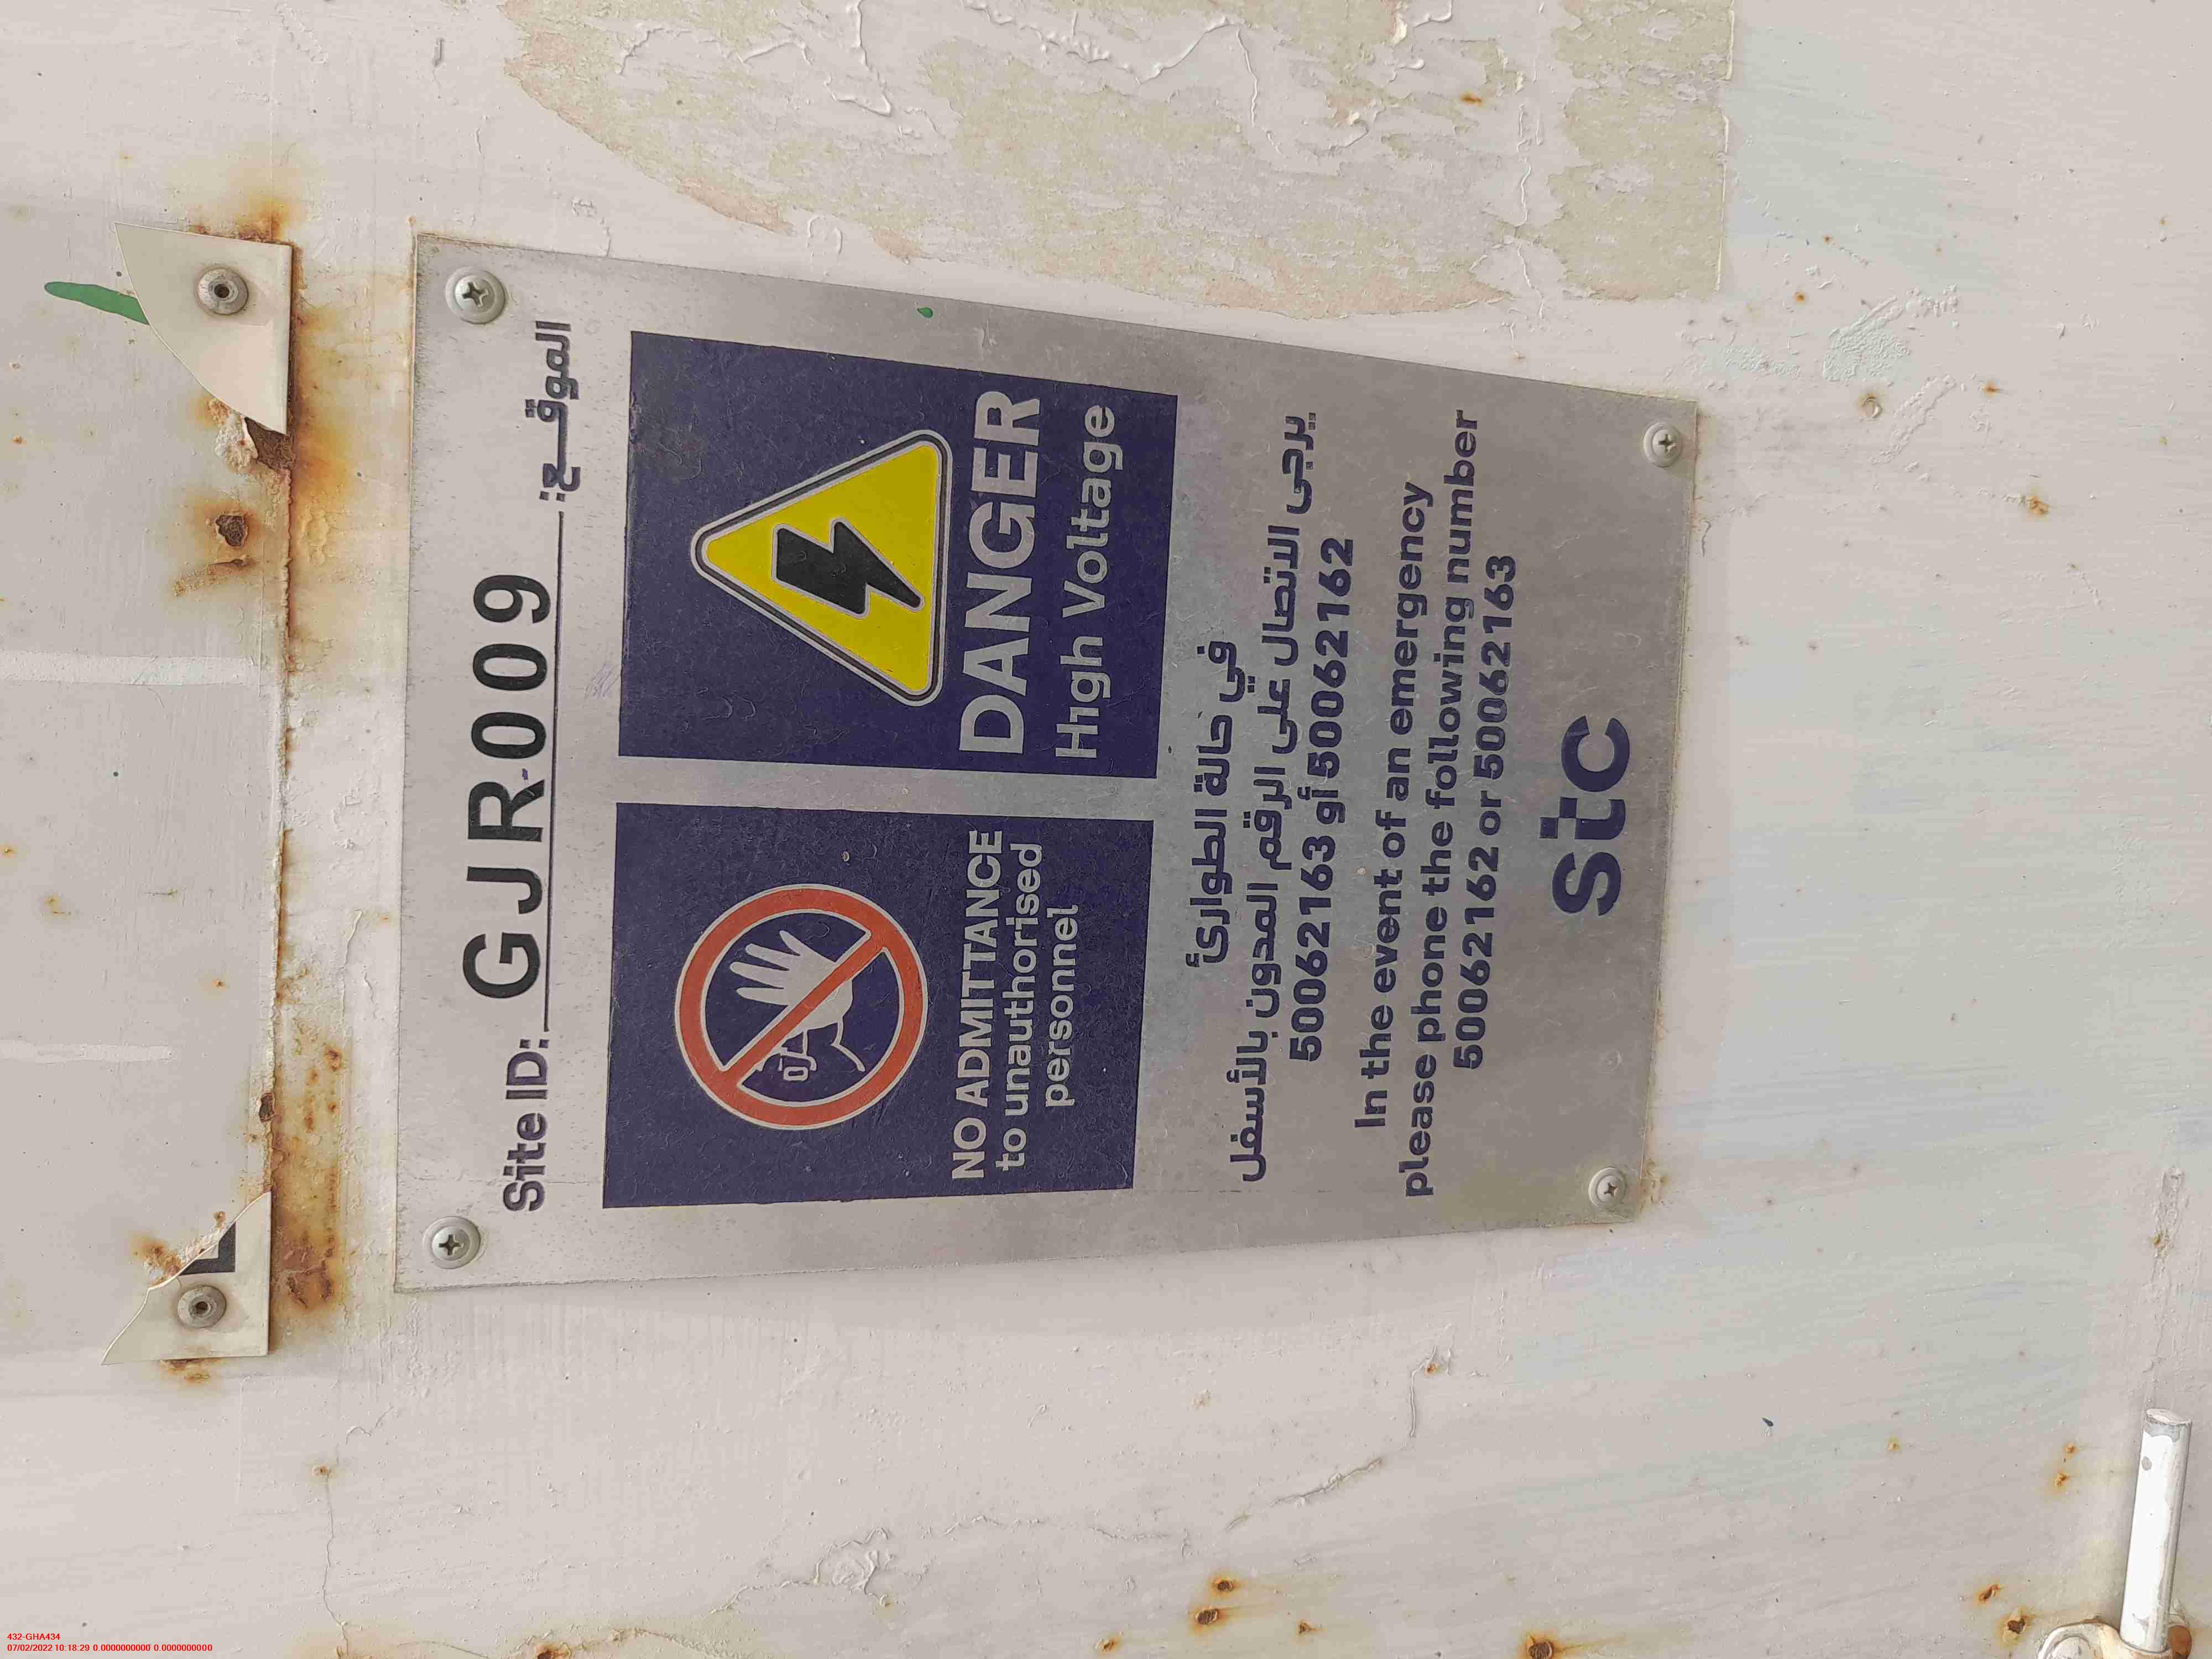 Site ID: GJR009 الموقع:
NO ADMITTANCE
to unauthorised
personnel
DANGER
High Voltage
في حالة الطوارئ
يرجى الاتصال على الرقم المدون بالأسفل
50062162 أو 50062163
In the event of an emergency
please phone the following number
50062162 or 50062163
stc
432-GHA434
07/02/2022 10:18:29 0.0000000000 0.0000000000